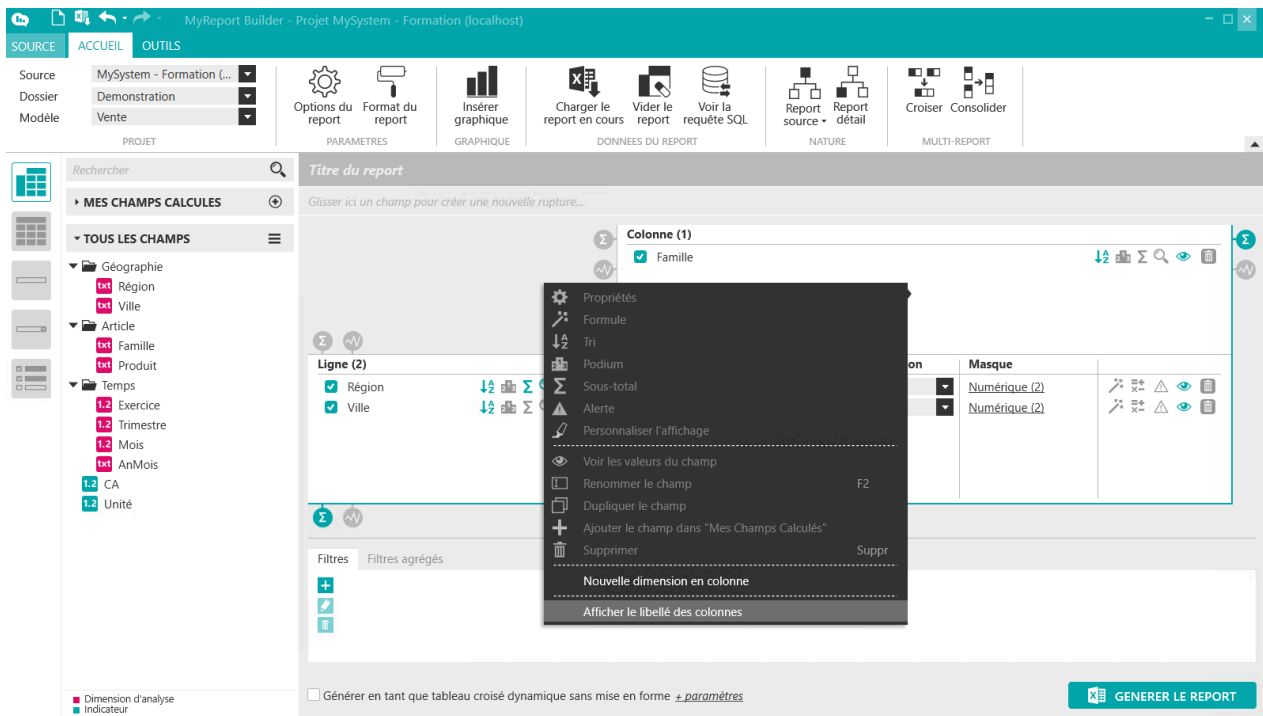 MyReport Builder - Projet MySystem - Formation (localhost)
SOURCE ACCUEIL OUTILS
Source MySystem - Formation (...
Dossier Demonstration
Modèle Vente
PROJET
Options du report Format du report
PARAMETRES
Insérer graphique
GRAPHIQUE
Charger le report en cours Vider le report Voir la requête SQL
DONNEES DU REPORT
Report source Report détail
NATURE
Croiser Consolider
MULTI-REPORT
Rechercher
MES CHAMPS CALCULES
TOUS LES CHAMPS
Géographie
txt Région
txt Ville
Article
txt Famille
txt Produit
Temps
1.2 Exercice
1.2 Trimestre
1.2 Mois
txt AnMois
1.2 CA
1.2 Unité
Dimension d'analyse
Indicateur
Titre du report
Glisser ici un champ pour créer une nouvelle rupture...
Colonne (1)
Famille
Ligne (2)
Région
Ville
on Masque
Numérique (2)
Numérique (2)
Propriétés
Formule
Tri
Podium
Sous-total
Alerte
Personnaliser l'affichage
Voir les valeurs du champ
Renommer le champ F2
Dupliquer le champ
Ajouter le champ dans "Mes Champs Calculés"
Supprimer Suppr
Nouvelle dimension en colonne
Afficher le libellé des colonnes
Filtres Filtres agrégés
Générer en tant que tableau croisé dynamique sans mise en forme + paramètres
GENERER LE REPORT